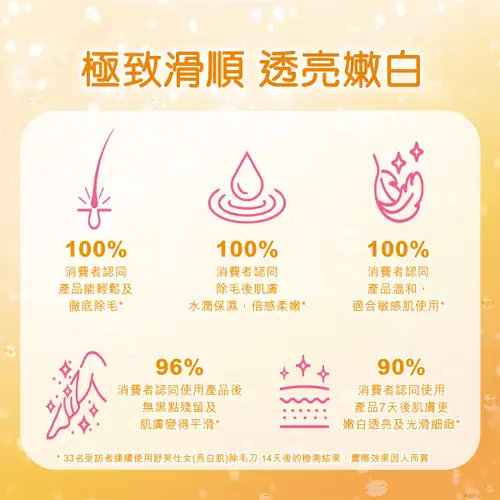 極致滑順 透亮嫩白
100%
消費者認同
產品能輕鬆及
徹底除毛*
100%
消費者認同
除毛後肌膚
水潤保濕，倍感柔嫩*
100%
消費者認同
產品溫和，
適合敏感肌使用*
96%
消費者認同使用產品後
無黑點殘留及
肌膚變得平滑*
90%
消費者認同使用
產品7天後肌膚更
嫩白透亮及光滑細緻*
* 33名受訪者連續使用舒芙仕女(亮白肌)除毛刀 14天後的檢測結果，實際效果因人而異